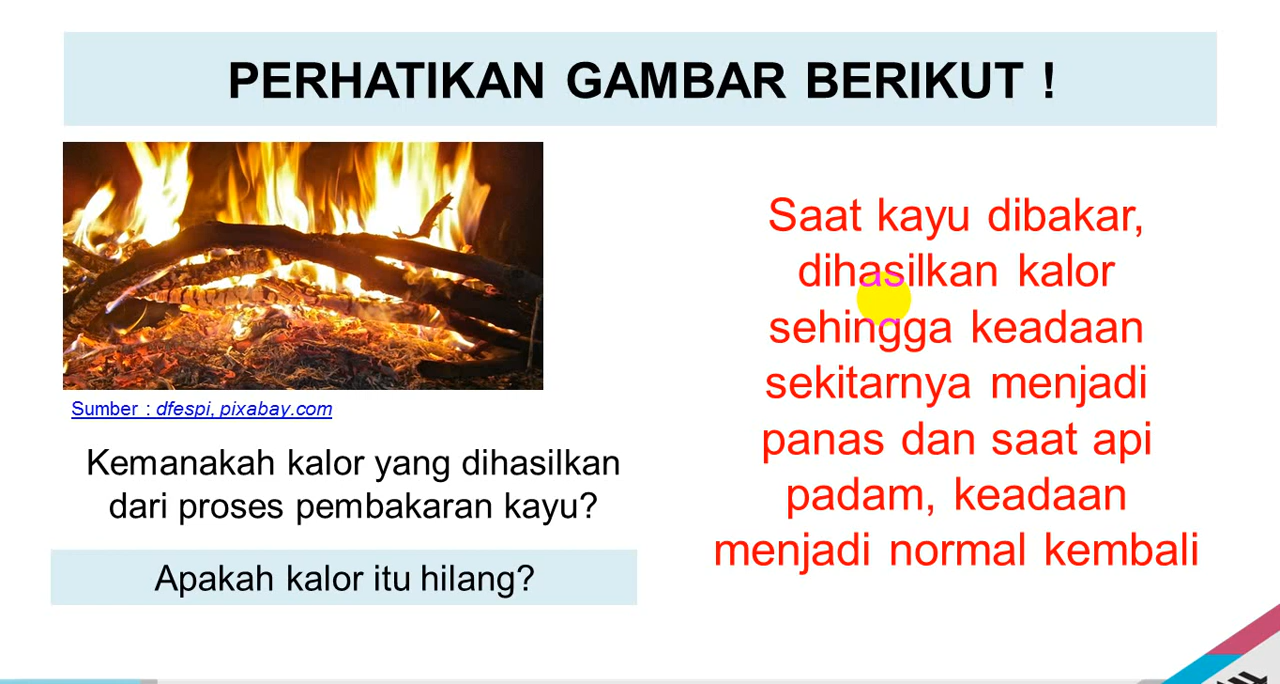 PERHATIKAN GAMBAR BERIKUT !
Sumber : dfespi, pixabay.com
Kemanakah kalor yang dihasilkan
dari proses pembakaran kayu?
Apakah kalor itu hilang?
Saat kayu dibakar,
dihasilkan kalor
sehingga keadaan
sekitarnya menjadi
panas dan saat api
padam, keadaan
menjadi normal kembali